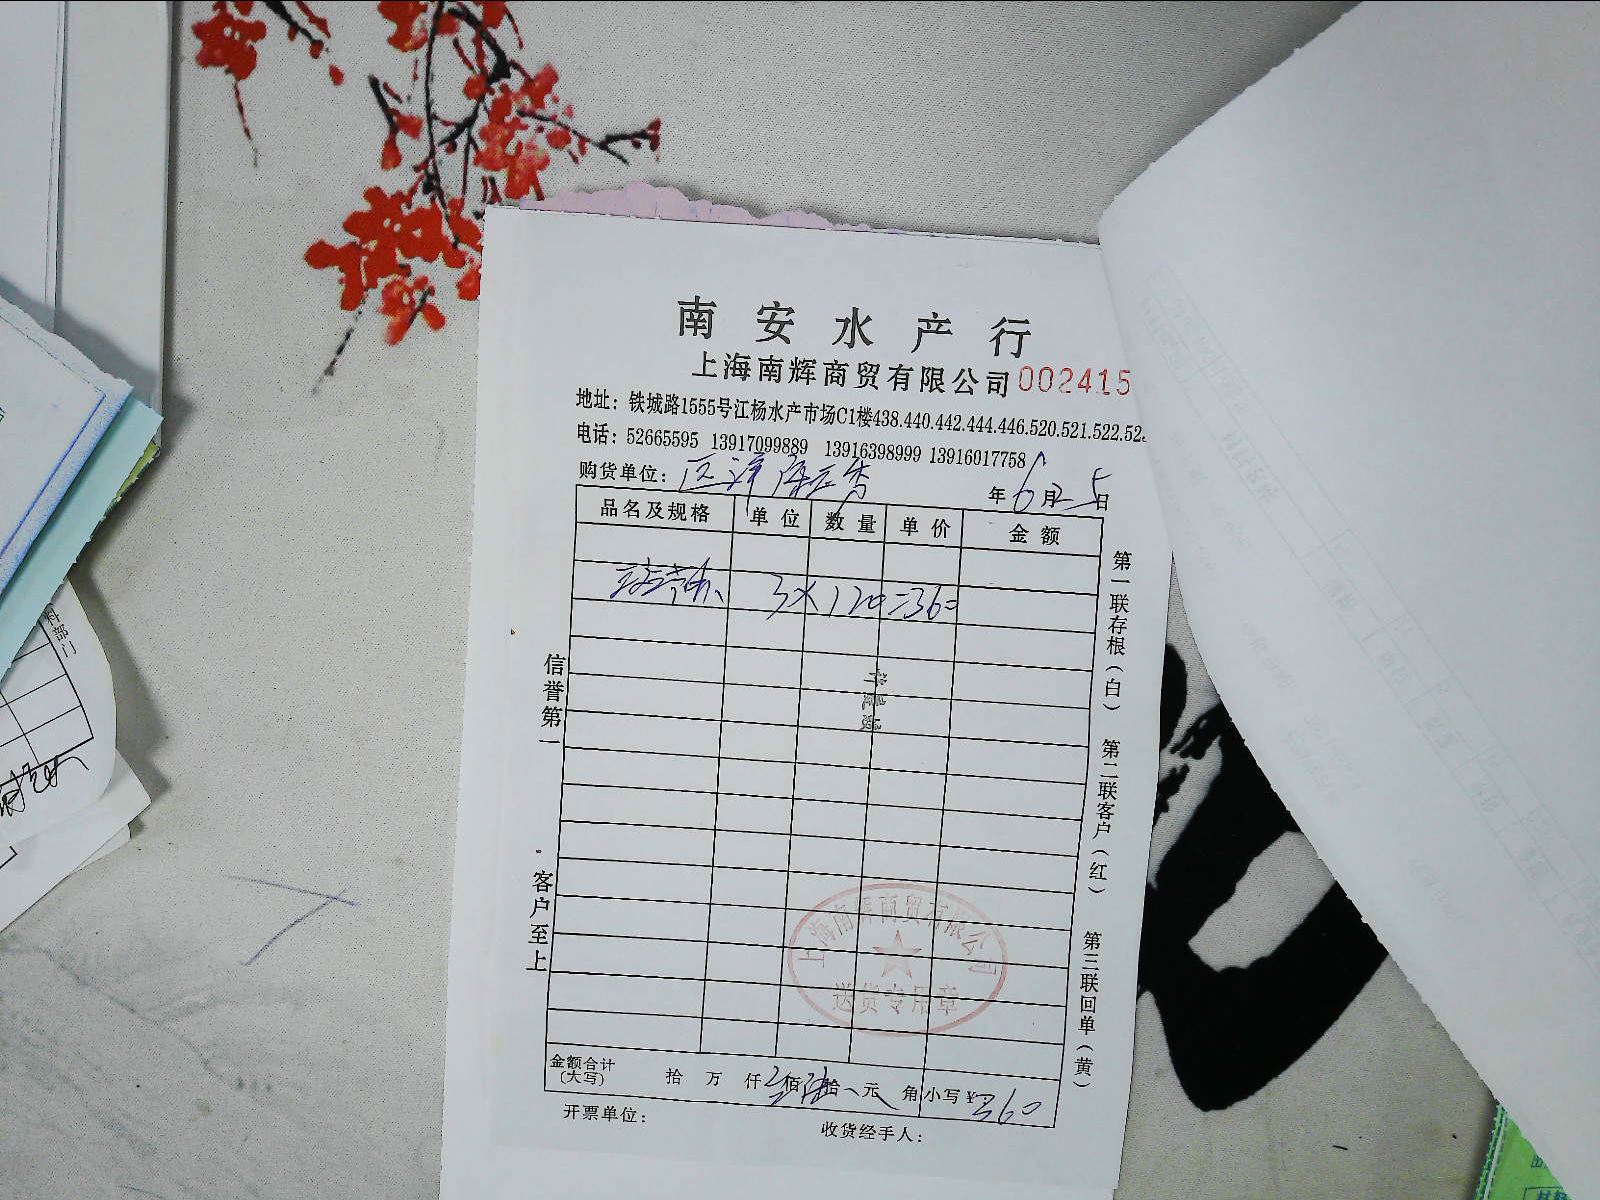 南安水产行
上海南辉商贸有限公司 002415
地址：铁城路1555号江杨水产市场C1楼438.440.442.444.446.520.521.522.52
电话：52665595 13917099889 13916398999 13916017758
购货单位： 年6月25日
品名及规格 单位 数量 单价 金额
3×120=360
信誉第一
客户至上
第一联存根（白）
第二联客户（红）
第三联回单（黄）
上海南辉商贸有限公司
送货专用章
金额合计（大写） 拾 万 仟 佰 拾 元 角 小写¥360
开票单位：
收货经手人：
部门